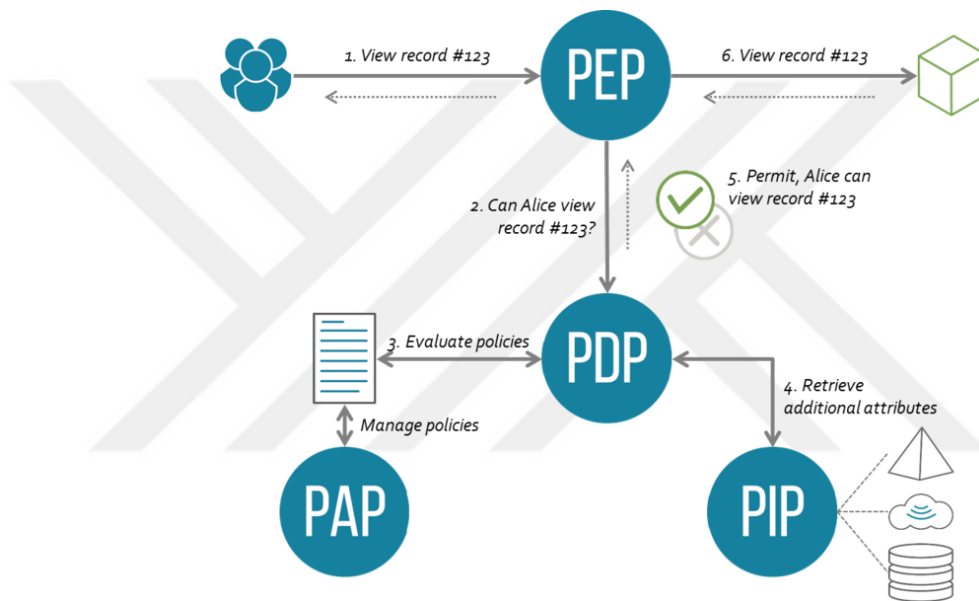 1. View record #123
PEP
6. View record #123
2. Can Alice view
record #123?
5. Permit, Alice can
view record #123
3. Evaluate policies
PDP
4. Retrieve
additional attributes
Manage policies
PAP
PIP